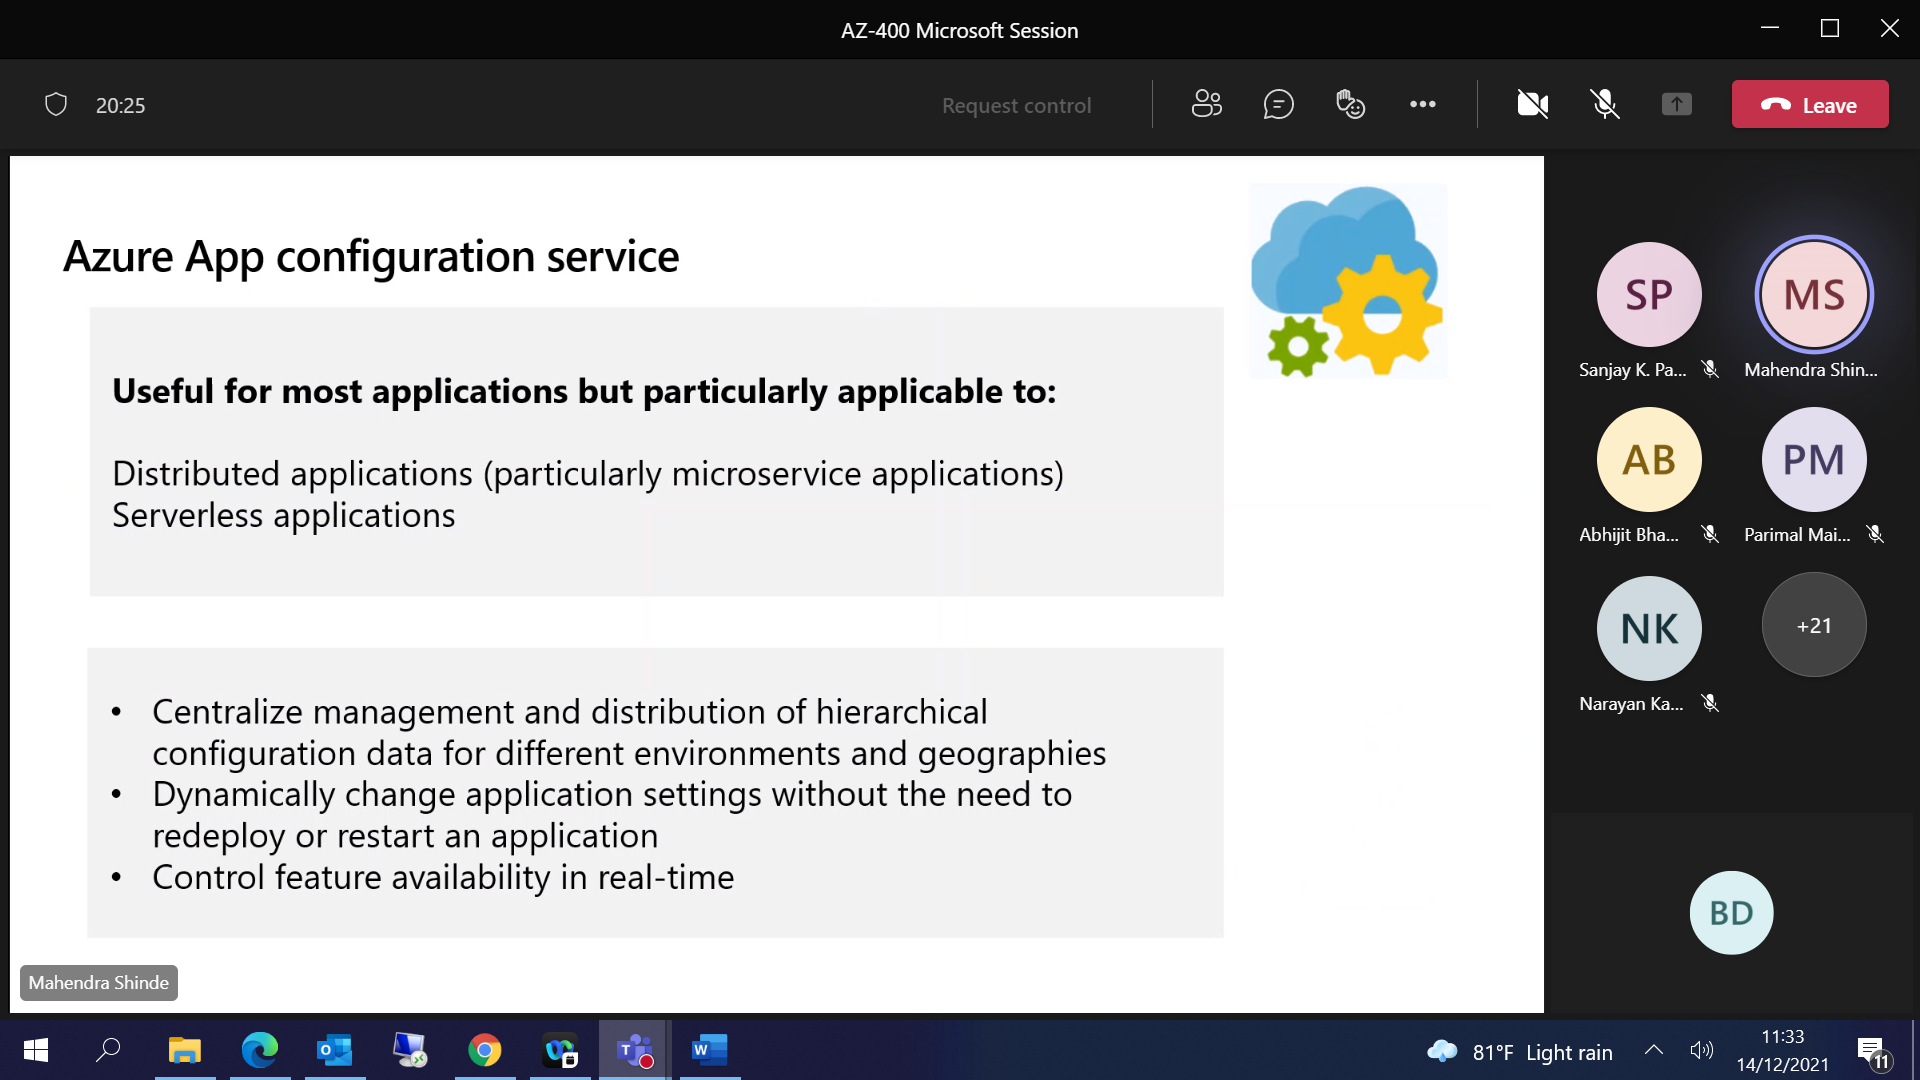 AZ-400 Microsoft Session
20:25
Request control
Leave
Azure App configuration service
Useful for most applications but particularly applicable to:
Distributed applications (particularly microservice applications)
Serverless applications
• Centralize management and distribution of hierarchical
configuration data for different environments and geographies
• Dynamically change application settings without the need to
redeploy or restart an application
• Control feature availability in real-time
Mahendra Shinde
SP
MS
Sanjay K. Pa...
Mahendra Shin...
AB
PM
Abhijit Bha...
Parimal Mai...
NK
+21
Narayan Ka...
BD
81°F Light rain
11:33
14/12/2021
11